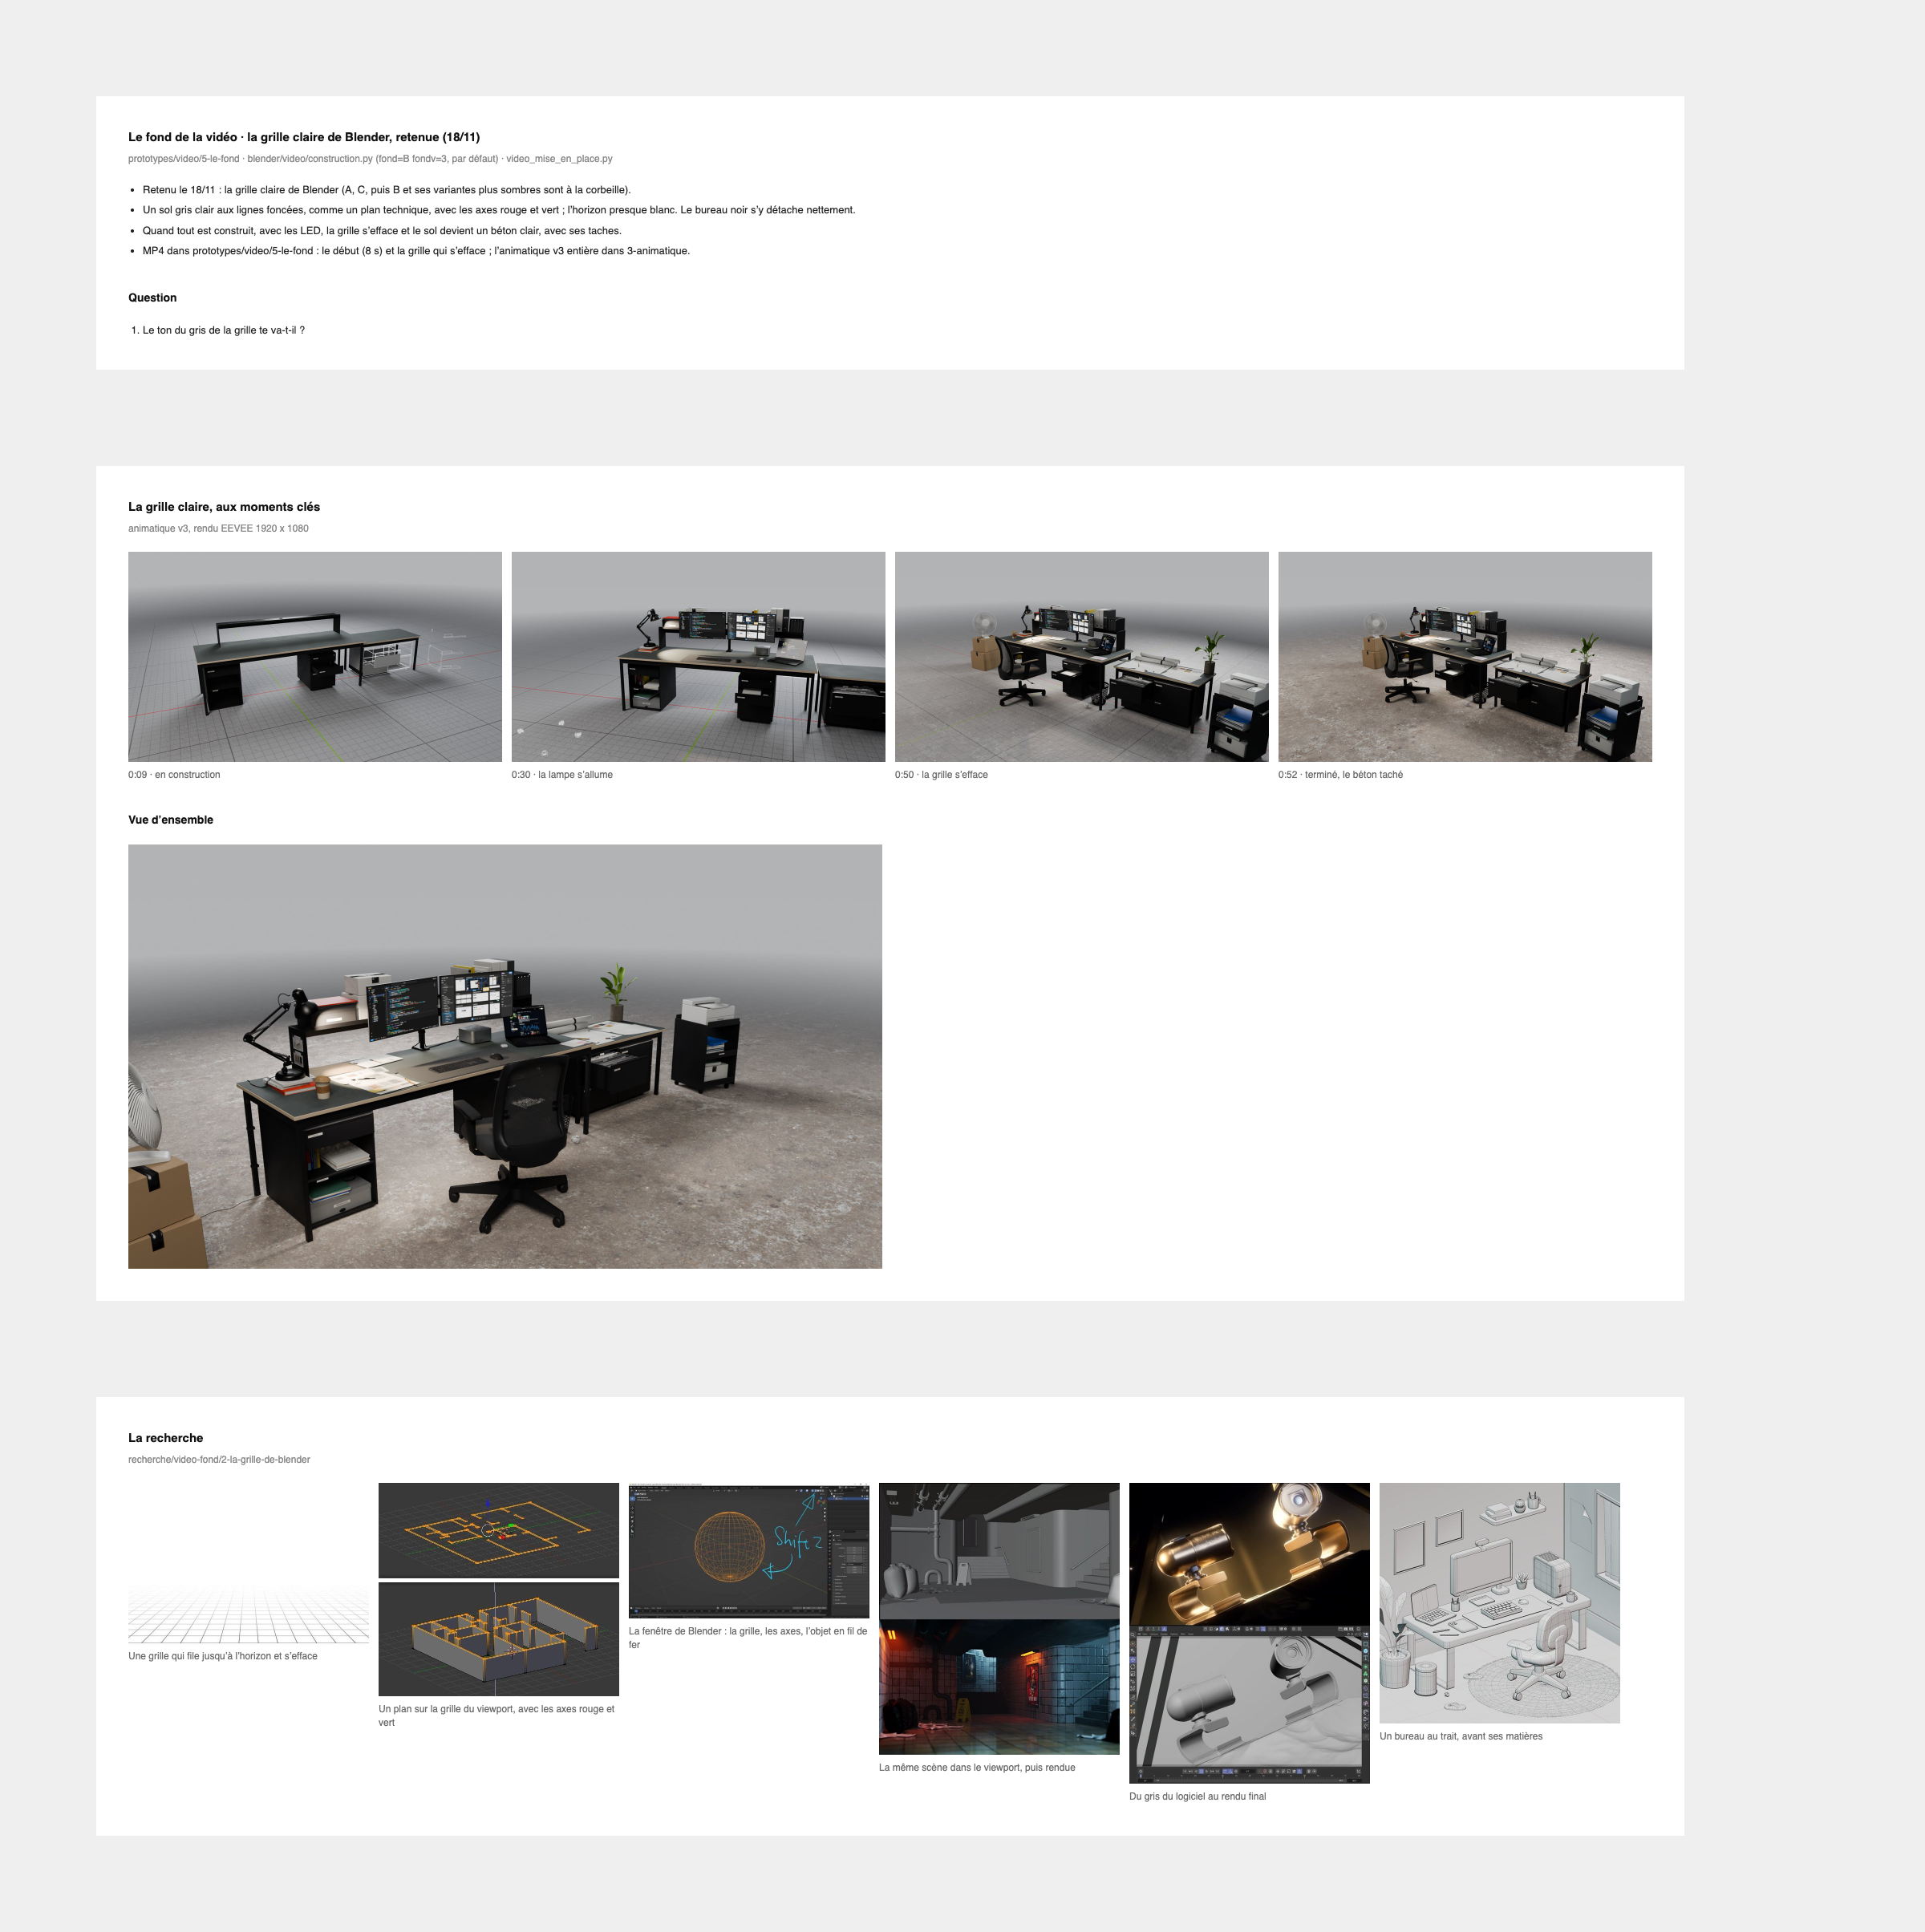 Le fond de la vidéo · la grille claire de Blender, retenue (18/11)
prototypes/video/5-le-fond · blender/video/construction.py (fond=B fondv=3, par défaut) · video_mise_en_place.py
• Retenu le 18/11 : la grille claire de Blender (A, C, puis B et ses variantes plus sombres sont à la corbeille).
• Un sol gris clair aux lignes foncées, comme un plan technique, avec les axes rouge et vert ; l’horizon presque blanc. Le bureau noir s’y détache nettement.
• Quand tout est construit, avec les LED, la grille s’efface et le sol devient un béton clair, avec ses taches.
• MP4 dans prototypes/video/5-le-fond : le début (8 s) et la grille qui s’efface ; l’animatique v3 entière dans 3-animatique.
Question
1. Le ton du gris de la grille te va-t-il ?
La grille claire, aux moments clés
animatique v3, rendu EEVEE 1920 x 1080
0:09 · en construction
0:30 · la lampe s’allume
0:50 · la grille s’efface
0:52 · terminé, le béton taché
Vue d’ensemble
La recherche
recherche/video-fond/2-la-grille-de-blender
Une grille qui file jusqu’à l’horizon et s’efface
Un plan sur la grille du viewport, avec les axes rouge et
vert
Shift Z
La fenêtre de Blender : la grille, les axes, l’objet en fil de
fer
La même scène dans le viewport, puis rendue
Du gris du logiciel au rendu final
Un bureau au trait, avant ses matières